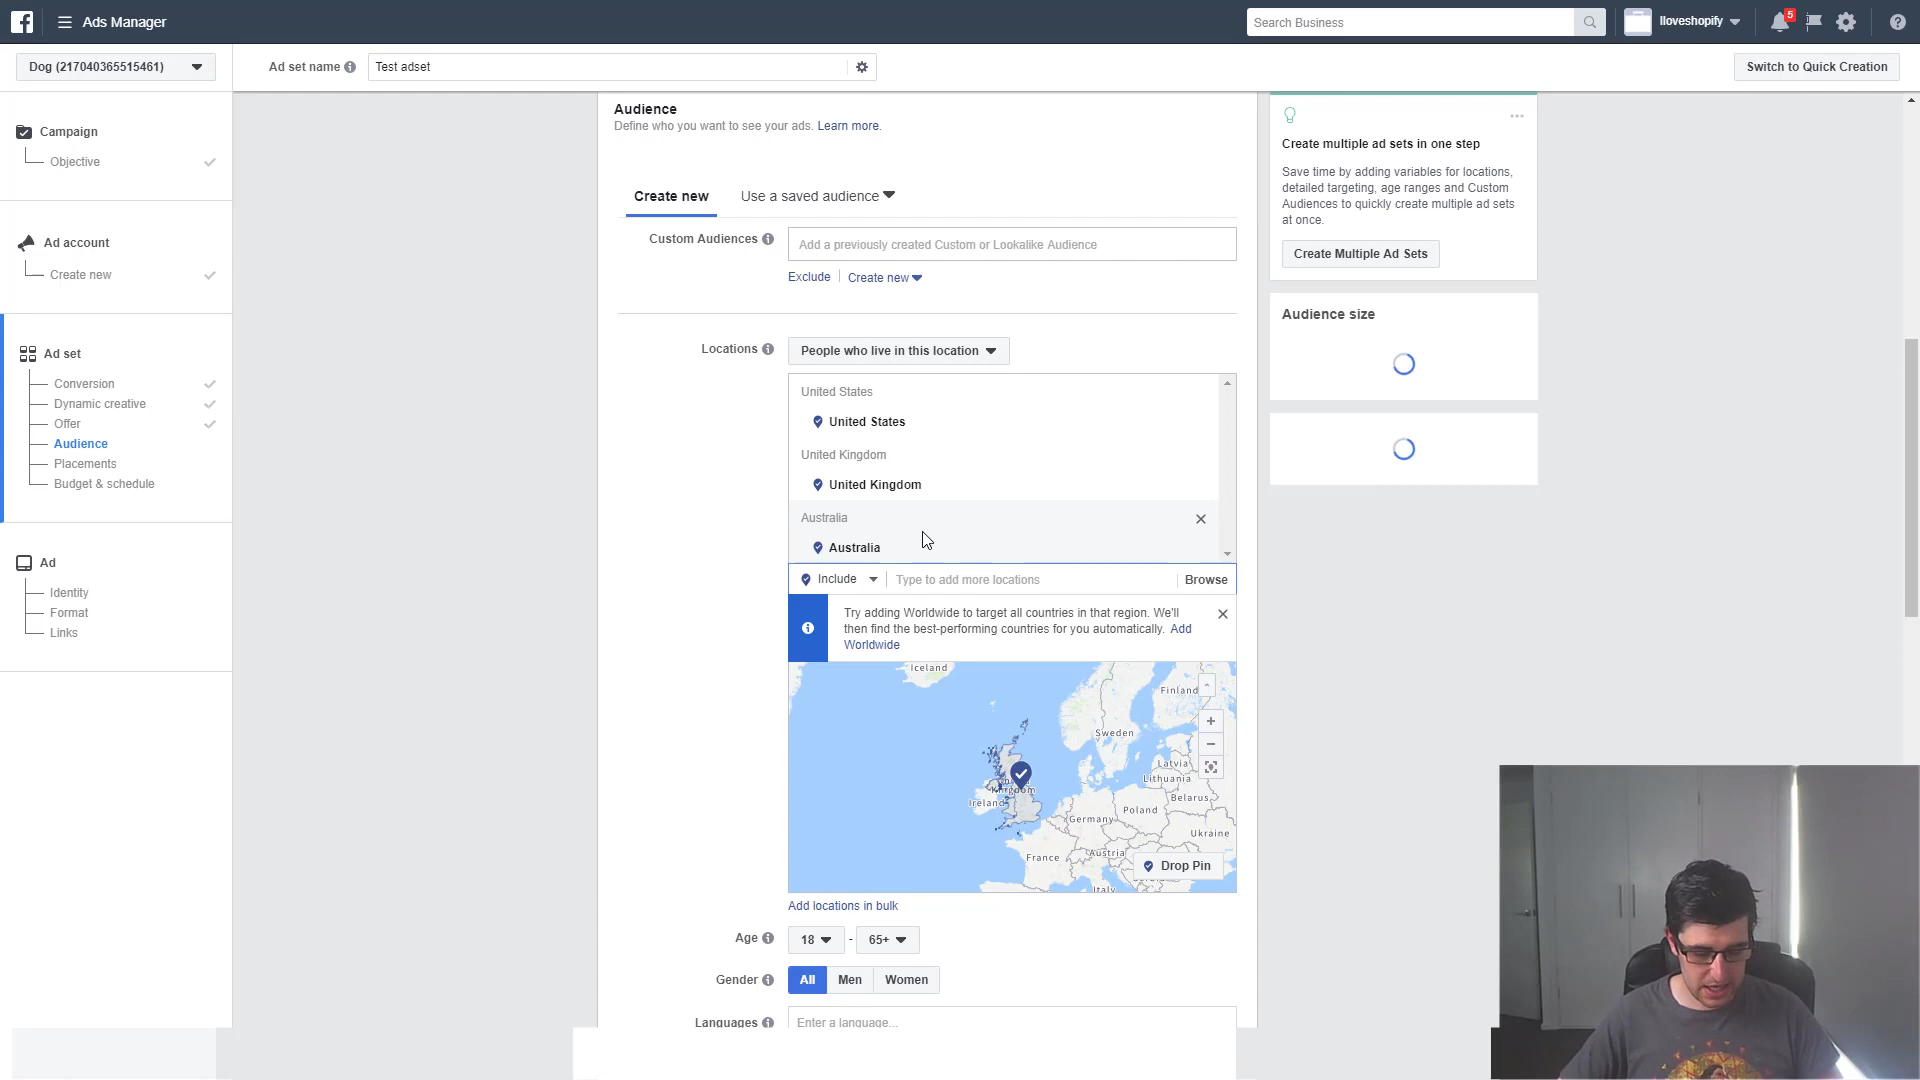 Ads Manager
Search Business
Iloveshopify
5
Dog (217040365515461)
Ad set name
Test adset
Switch to Quick Creation
Campaign
Objective
Ad account
Create new
Ad set
Conversion
Dynamic creative
Offer
Audience
Placements
Budget & schedule
Ad
Identity
Format
Links
Audience
Define who you want to see your ads. Learn more.
Create new
Use a saved audience
Custom Audiences
Add a previously created Custom or Lookalike Audience
Exclude
Create new
Locations
People who live in this location
United States
United States
United Kingdom
United Kingdom
Australia
Australia
Include
Type to add more locations
Browse
Try adding Worldwide to target all countries in that region. We'll
then find the best-performing countries for you automatically. Add
Worldwide
Iceland
Finland
Sweden
Latvia
Lithuania
Kingdom
Ireland
Belarus
Poland
Germany
Ukraine
France
Austria
Italy
Drop Pin
Add locations in bulk
Age
18
-
65+
Gender
All
Men
Women
Languages
Enter a language...
Create multiple ad sets in one step
Save time by adding variables for locations,
detailed targeting, age ranges and Custom
Audiences to quickly create multiple ad sets
at once.
Create Multiple Ad Sets
Audience size